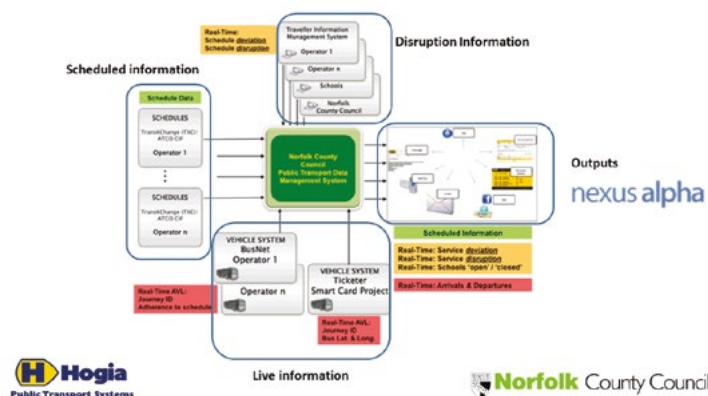 Real-Time:
Schedule deviation
Schedule disruption
Traveller Information
Management System
Operator 1
Operator n
Schools
Norfolk
County Council
Disruption Information
Scheduled information
Schedule Data
SCHEDULES
TransXChange (TXC)/
ATCO-CIF
Operator 1
SCHEDULES
TransXChange (TXC)/
ATCO-CIF
Operator n
Norfolk County
Council
Public Transport Data
Management System
Outputs
nexus alpha
Scheduled Information
Real-Time: Service deviation
Real-Time: Service disruption
Real-Time: Schools 'open' / 'closed'
Real-Time: Arrivals & Departures
VEHICLE SYSTEM
BusNet
Operator 1
Operator n
VEHICLE SYSTEM
Ticketer
Smart Card Project
Real-Time AVL:
Journey ID
Adherence to schedule
Real-Time AVL:
Journey ID
Bus Lat. & Long.
Live information
H Hogia
Public Transport Systems
Norfolk County Council